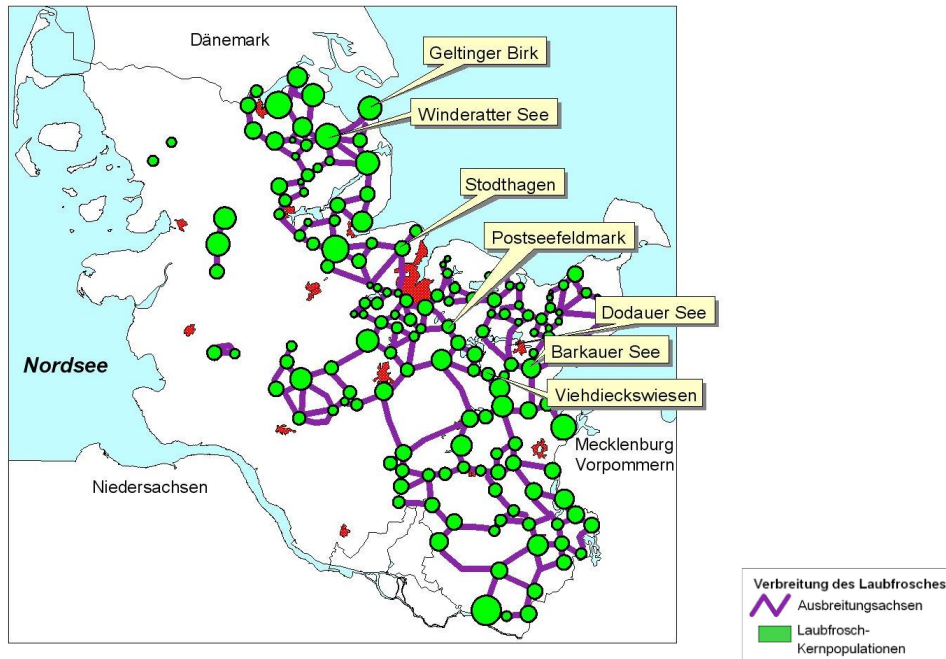 Dänemark
Geltinger Birk
Winderatter See
Stodthagen
Postseefeldmark
Dodauer See
Barkauer See
Viehdieckswiesen
Nordsee
Mecklenburg
Vorpommern
Niedersachsen
Verbreitung des Laubfrosches
Ausbreitungsachsen
Laubfrosch-
Kernpopulationen